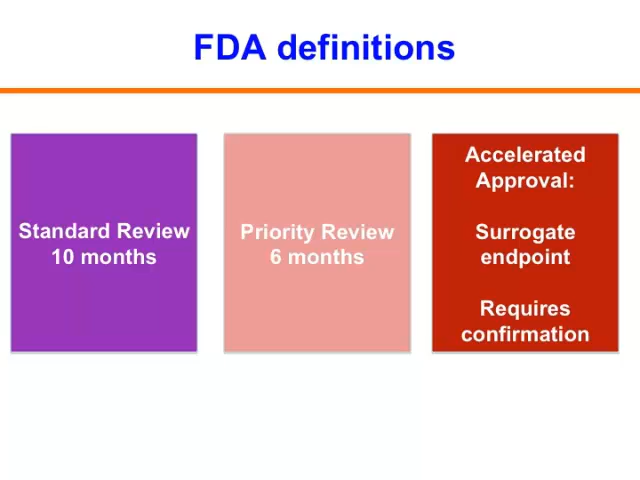 FDA definitions
Standard Review
10 months
Priority Review
6 months
Accelerated
Approval:
Surrogate
endpoint
Requires
confirmation